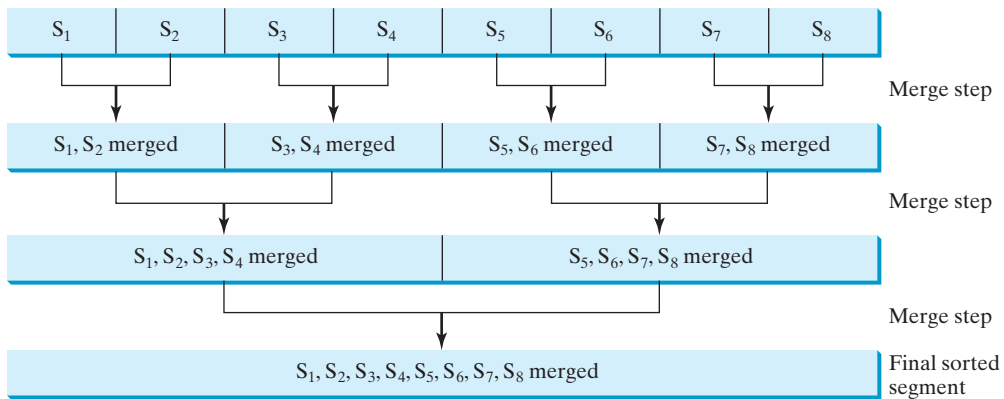 S₁ S₂ S₃ S₄ S₅ S₆ S₇ S₈
Merge step
S₁, S₂ merged S₃, S₄ merged S₅, S₆ merged S₇, S₈ merged
Merge step
S₁, S₂, S₃, S₄ merged S₅, S₆, S₇, S₈ merged
Merge step
S₁, S₂, S₃, S₄, S₅, S₆, S₇, S₈ merged
Final sorted
segment